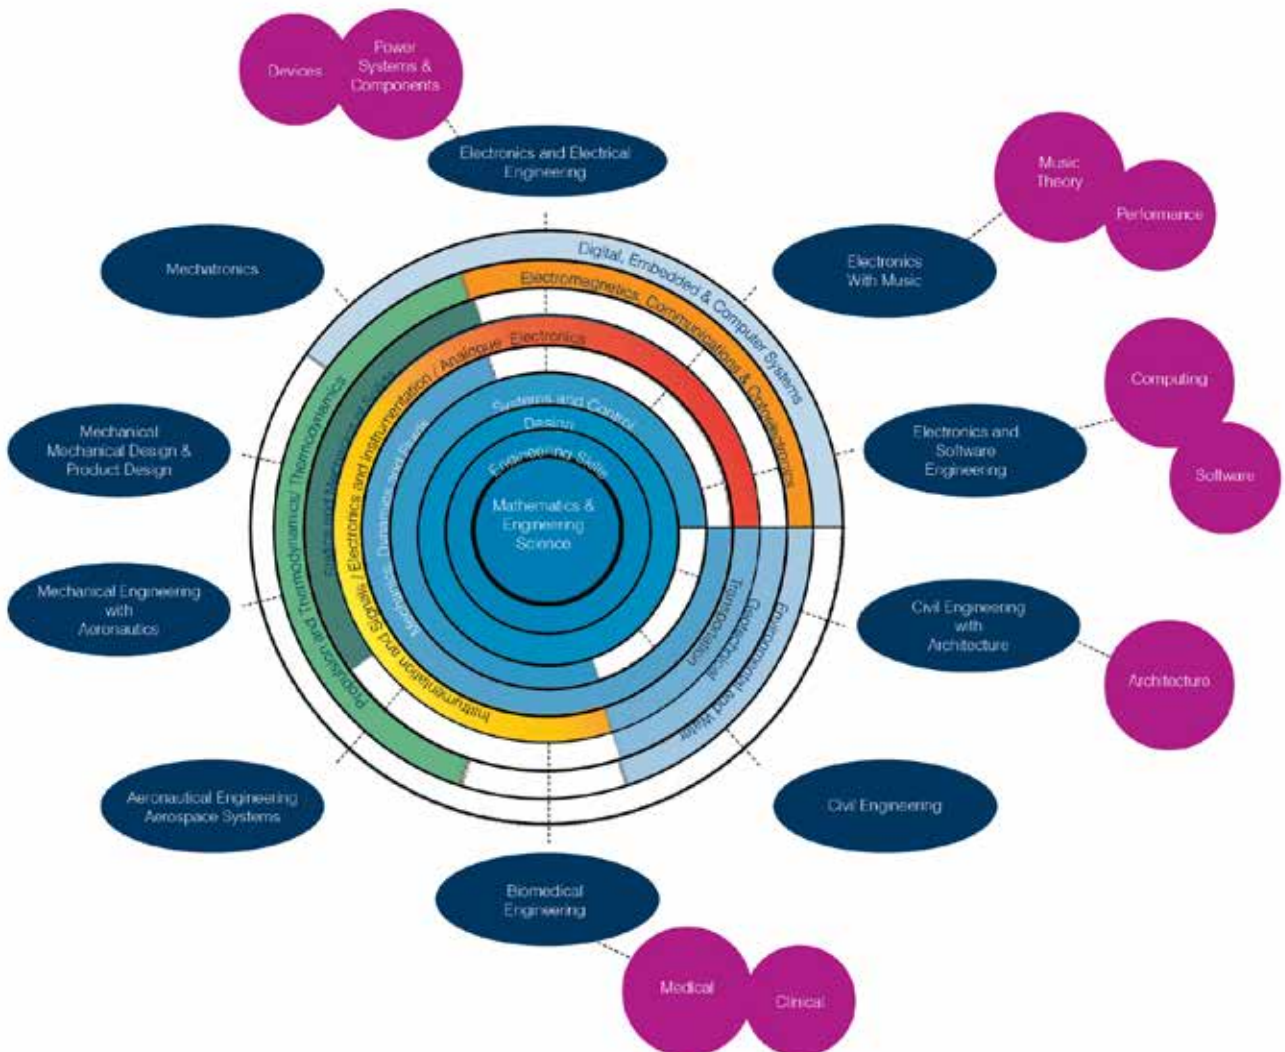 Devices
Power
Systems &
Components
Electronics and Electrical
Engineering
Music
Theory
Performance
Mechatronics
Electronics
With Music
Digital, Embedded & Computer Systems
Electromagnetics, Communications & Optoelectronics
Instrumentation and Signals / Electronics and Instrumentation / Analogue Electronics
Propulsion and Thermodynamics/ Thermodynamics
Mechanics, Dynamics and Fluids
Systems and Control
Design
Engineering Skills
Mathematics &
Engineering
Science
Computing
Software
Mechanical
Mechanical Design &
Product Design
Electronics and
Software
Engineering
Mechanical Engineering
with
Aeronautics
Civil Engineering
with
Architecture
Architecture
Transportation
Geotechnical
Environmental and Water
Aeronautical Engineering
Aerospace Systems
Civil Engineering
Biomedical
Engineering
Medical
Clinical